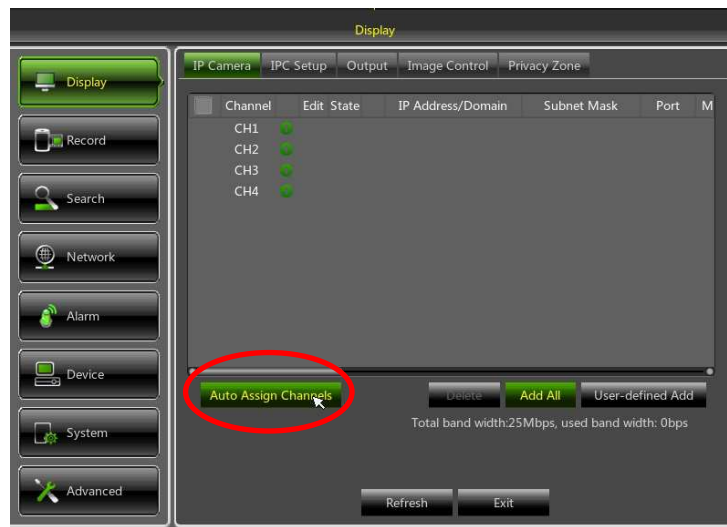 Display
Display
Record
Search
Network
Alarm
Device
System
Advanced
IP Camera IPC Setup Output Image Control Privacy Zone
Channel Edit State IP Address/Domain Subnet Mask Port M
CH1
CH2
CH3
CH4
Auto Assign Channels Delete Add All User-defined Add
Total band width:25Mbps, used band width: 0bps
Refresh Exit